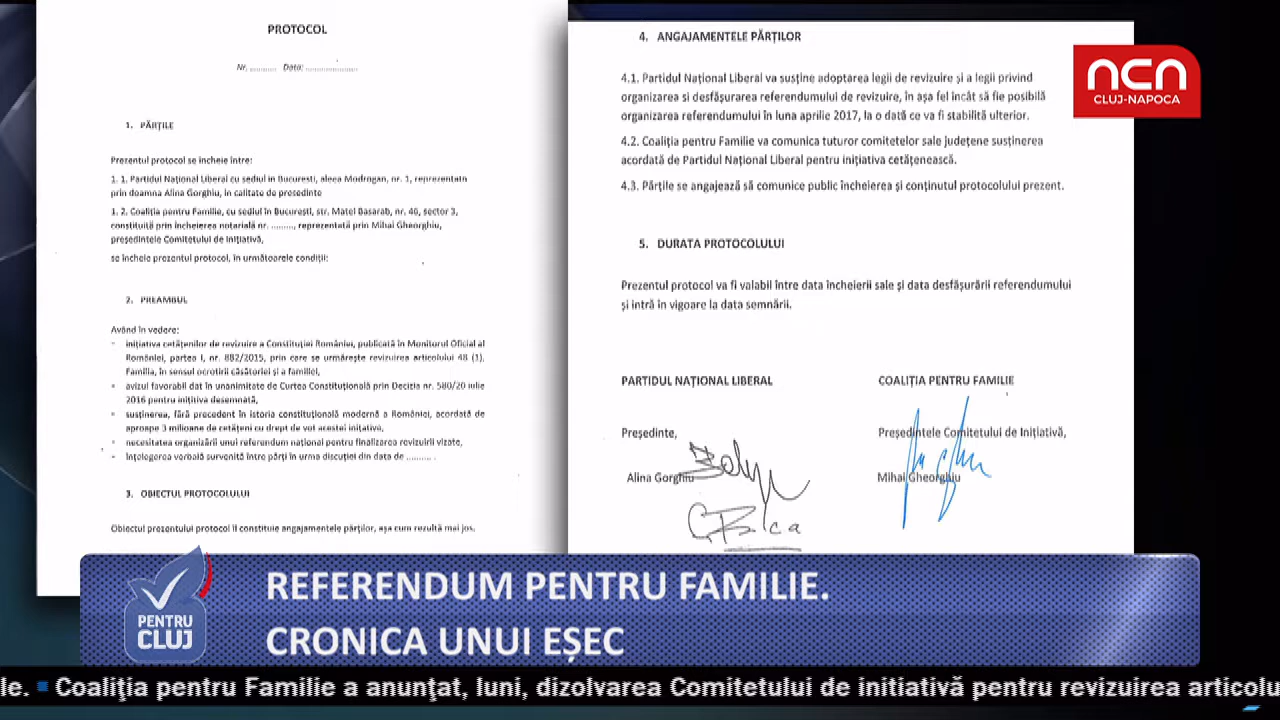 PROTOCOL
Nr. ........... Data: .....................
1. PĂRȚILE
Prezentul protocol se încheie între:
1. 1. Partidul Național Liberal cu sediul in Bucuresti, aleea Modrogan, nr. 1, reprezentata
prin doamna Alina Gorghiu, in calitate de presedinte
1. 2. Coaliția pentru Familie, cu sediul în București, str. Matei Basarab, nr. 46, sector 3,
constituită prin încheierea notarială nr. ........, reprezentată prin Mihai Gheorghiu,
președintele Comitetului de Inițiativă,
se încheie prezentul protocol, în următoarele condiții:
2. PREAMBUL
Având în vedere:
inițiativa cetățenilor de revizuire a Constituției României, publicată în Monitorul Oficial al
României, partea I, nr. 882/2015, prin care se urmărește revizuirea articolului 48 (1),
Familia, în sensul ocrotirii căsătoriei și a familiei,
avizul favorabil dat în unanimitate de Curtea Constituțională prin Decizia nr. 580/20 iulie
2016 pentru inițitiva desemnată,
susținerea, fără precedent în istoria constituțională modernă a României, acordată de
aproape 3 milioane de cetățeni cu drept de vot acestei inițiative,
necesitatea organizării unui referendum național pentru finalizarea revizuirii vizate,
înțelegerea verbală survenită între părți în urma discuției din data de ......... .
3. OBIECTUL PROTOCOLULUI
Obiectul prezentului protocol îl constituie angajamentele părților, așa cum rezultă mai jos.
4. ANGAJAMENTELE PĂRȚILOR
4.1. Partidul Național Liberal va susține adoptarea legii de revizuire și a legii privind
organizarea si desfășurarea referendumului de revizuire, în așa fel încât să fie posibilă
organizarea referendumului în luna aprilie 2017, la o dată ce va fi stabilită ulterior.
4.2. Coaliția pentru Familie va comunica tuturor comitetelor sale județene susținerea
acordată de Partidul Național Liberal pentru inițiativa cetățenească.
4.3. Părțile se angajează să comunice public încheierea și conținutul protocolului prezent.
5. DURATA PROTOCOLULUI
Prezentul protocol va fi valabil între data încheierii sale și data desfășurării referendumului
și intră în vigoare la data semnării.
PARTIDUL NAȚIONAL LIBERAL
COALIȚIA PENTRU FAMILIE
Președinte,
Președintele Comitetului de Inițiativă,
Alina Gorghiu
Mihai Gheorghiu
ncn
CLUJ-NAPOCA
PENTRU
CLUJ
REFERENDUM PENTRU FAMILIE.
CRONICA UNUI EȘEC
le. ▪ Coaliţia pentru Familie a anunţat, luni, dizolvarea Comitetului de initiativă pentru revizuirea articolu